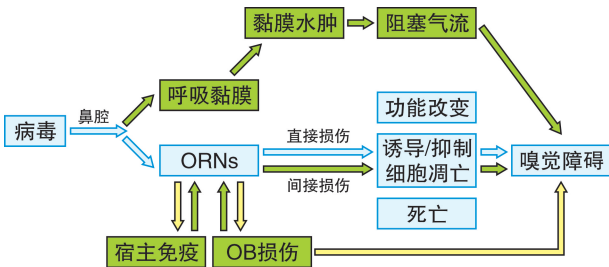 黏膜水肿
阻塞气流
呼吸黏膜
鼻腔
病毒
功能改变
直接损伤
ORNs
诱导/抑制
细胞凋亡
嗅觉障碍
间接损伤
死亡
宿主免疫
OB损伤